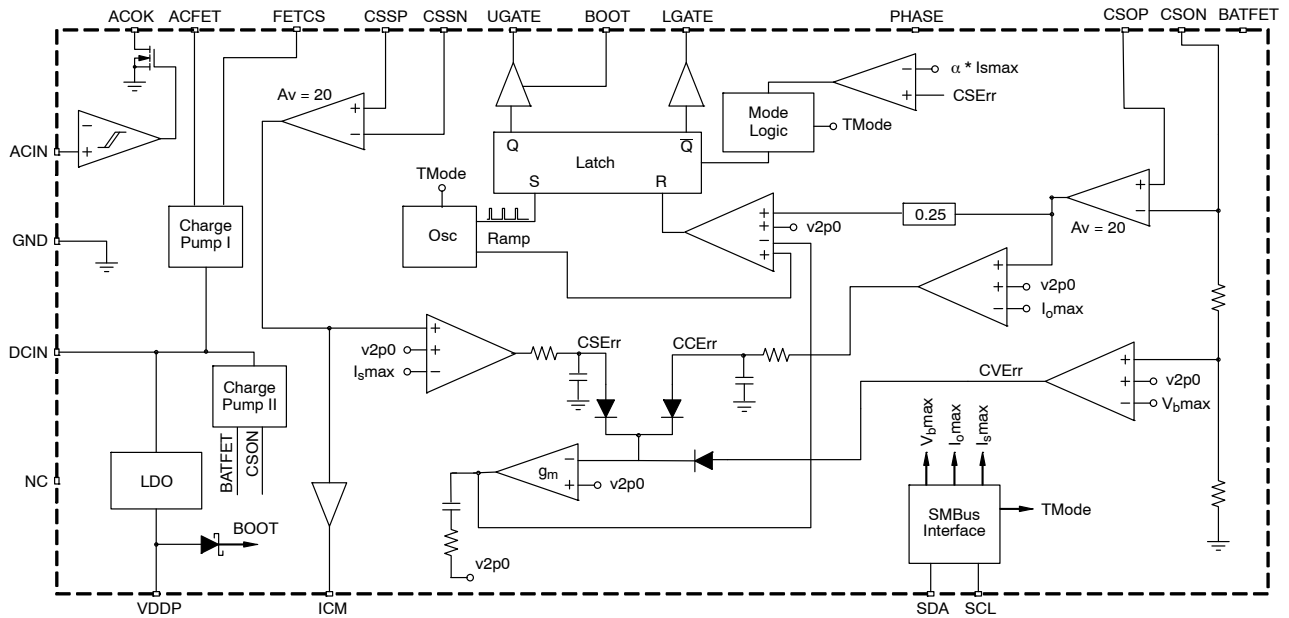 ACOK ACFET FETCS CSSP CSSN UGATE BOOT LGATE PHASE CSOP CSON BATFET
Av = 20
−
+
ACIN
+
−
Q
Q̅
Latch
S
R
Mode
Logic
−
α * Ismax
+
CSErr
TMode
TMode
Osc
Ramp
+
+
v2p0
−
+
0.25
+
−
Av = 20
Charge
Pump I
GND
+
+
v2p0
−
Iomax
DCIN
+
v2p0
+
Ismax
−
CSErr
CCErr
CVErr
+
+
v2p0
−
Vbmax
Charge
Pump II
BATFET
CSON
NC
LDO
BOOT
gm
−
+
v2p0
v2p0
Vbmax
Iomax
Ismax
SMBus
Interface
TMode
VDDP
ICM
SDA
SCL